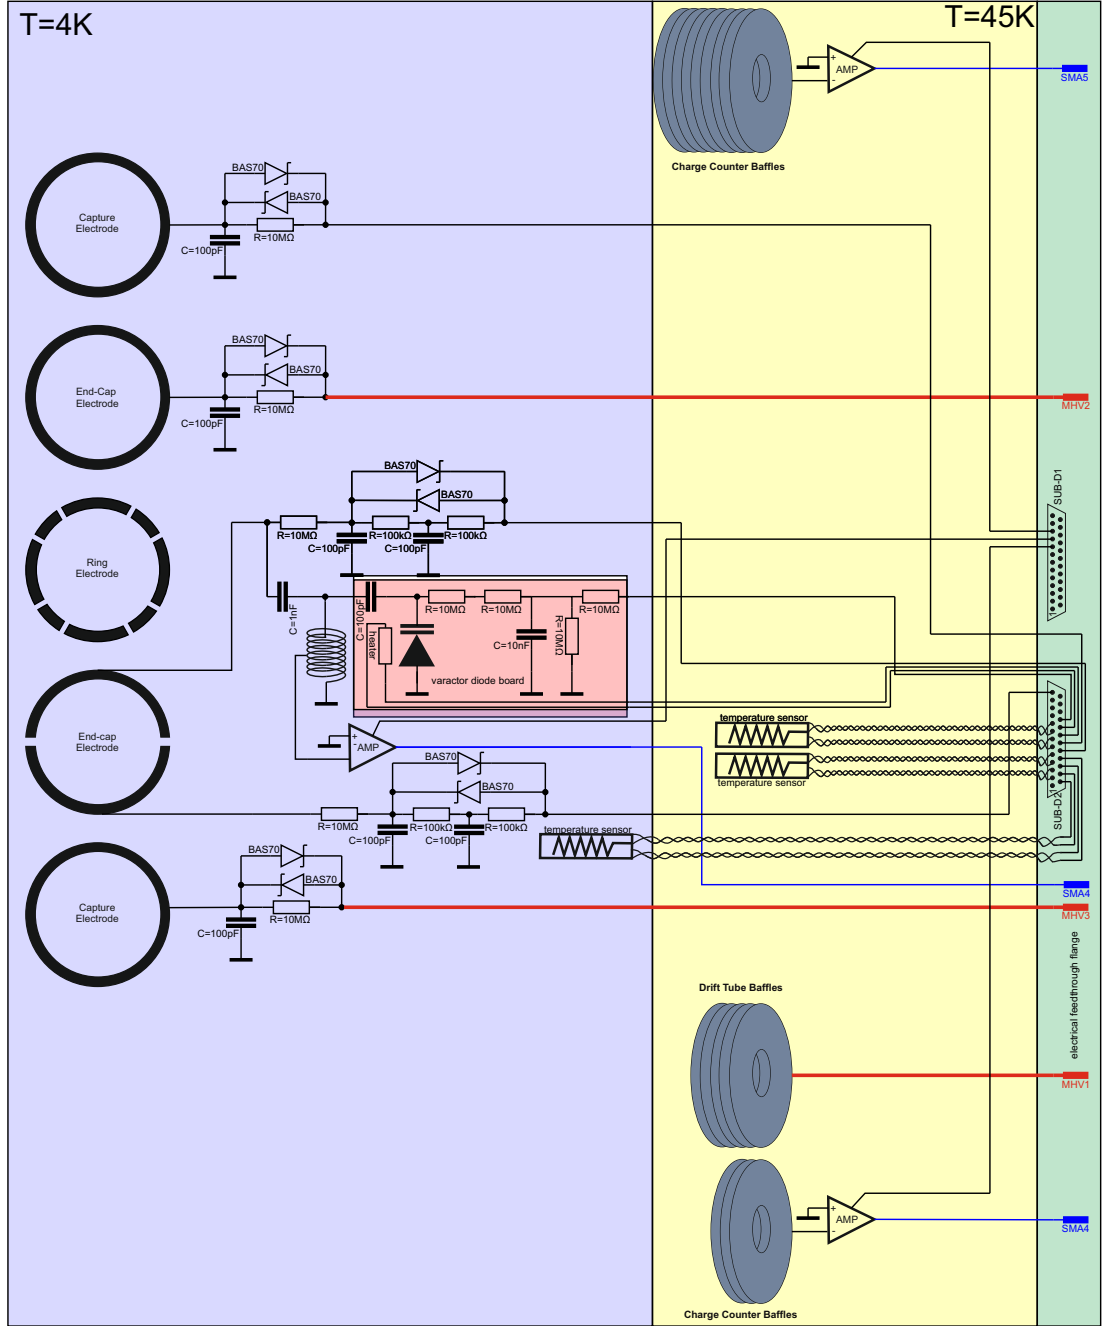 T=4K
T=45K
AMP
+
-
SMA5
Charge Counter Baffles
BAS70
BAS70
Capture
Electrode
R=10MΩ
C=100pF
BAS70
BAS70
End-Cap
Electrode
R=10MΩ
C=100pF
MHV2
BAS70
BAS70
SUB-D1
R=10MΩ
R=100kΩ
R=100kΩ
C=100pF
C=100pF
Ring
Electrode
C=1nF
C=100pF
R=10MΩ
R=10MΩ
R=10MΩ
heater
C=10nF
R=10MΩ
varactor diode board
End-cap
Electrode
+
-
AMP
temperature sensor
temperature sensor
SUB-D2
BAS70
BAS70
R=10MΩ
R=100kΩ
R=100kΩ
C=100pF
C=100pF
temperature sensor
BAS70
BAS70
Capture
Electrode
R=10MΩ
C=100pF
SMA4
MHV3
electrical feedthrough flange
Drift Tube Baffles
MHV1
+
-
AMP
SMA4
Charge Counter Baffles